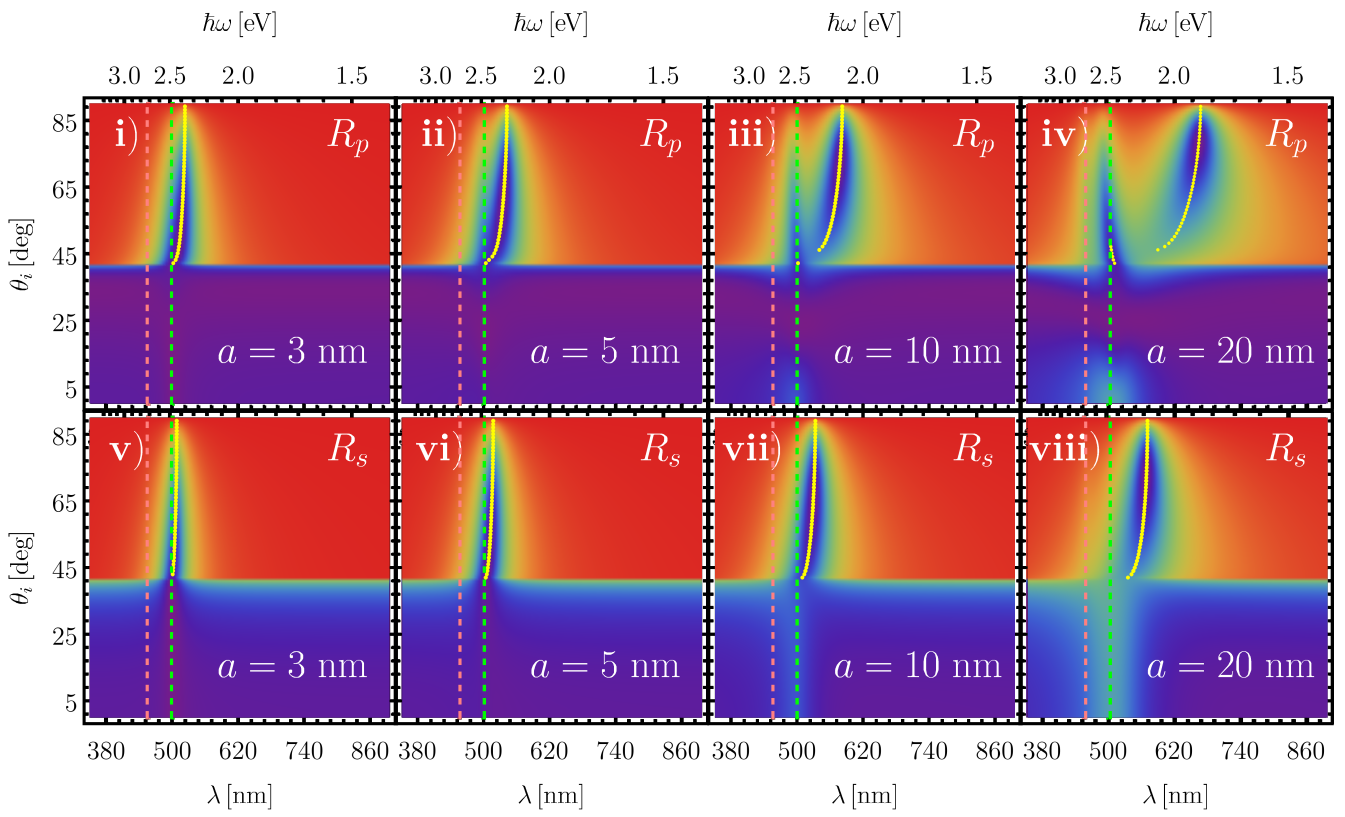 ħω [eV] ħω [eV] ħω [eV] ħω [eV]
3.0 2.5 2.0 1.5 3.0 2.5 2.0 1.5 3.0 2.5 2.0 1.5 3.0 2.5 2.0 1.5
85 i) R_p ii) R_p iii) R_p iv) R_p
65
θ_i [deg]
45
25
a = 3 nm a = 5 nm a = 10 nm a = 20 nm
5
85 v) R_s vi) R_s vii) R_s viii) R_s
65
θ_i [deg]
45
25
a = 3 nm a = 5 nm a = 10 nm a = 20 nm
5
380 500 620 740 860 380 500 620 740 860 380 500 620 740 860 380 500 620 740 860
λ [nm] λ [nm] λ [nm] λ [nm]